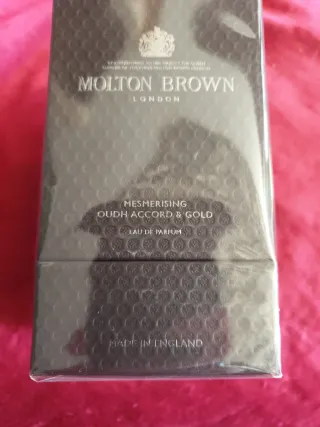 MOLTON BROWN
LONDON
MESMERISING
OUDH ACCORD & GOLD
EAU DE PARFUM
MADE IN ENGLAND